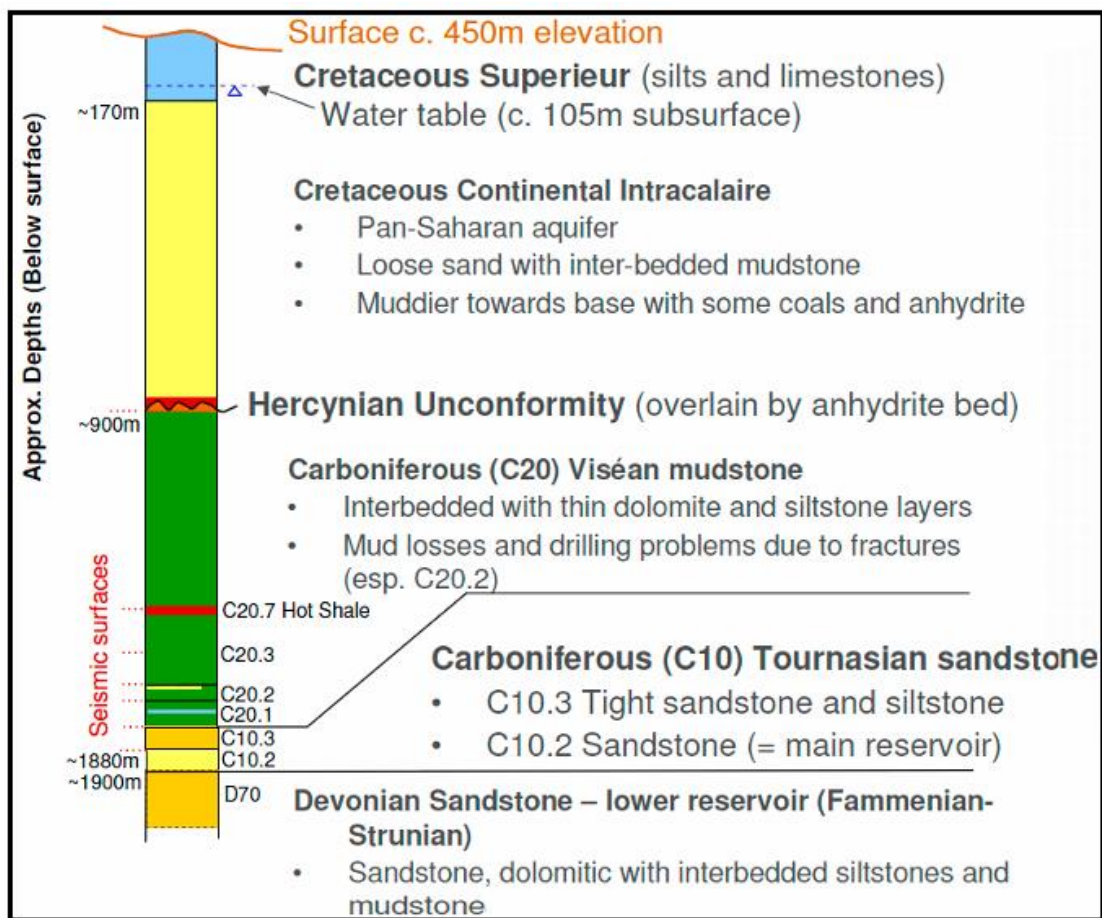 Surface c. 450m elevation
Cretaceous Superieur (silts and limestones)
Water table (c. 105m subsurface)
~170m
Approx. Depths (Below surface)
Cretaceous Continental Intracalaire
• Pan-Saharan aquifer
• Loose sand with inter-bedded mudstone
• Muddier towards base with some coals and anhydrite
Hercynian Unconformity (overlain by anhydrite bed)
~900m
Carboniferous (C20) Viséan mudstone
• Interbedded with thin dolomite and siltstone layers
• Mud losses and drilling problems due to fractures
(esp. C20.2)
Seismic surfaces
C20.7 Hot Shale
C20.3
C20.2
C20.1
C10.3
C10.2
Carboniferous (C10) Tournasian sandstone
• C10.3 Tight sandstone and siltstone
• C10.2 Sandstone (= main reservoir)
~1880m
~1900m
D70
Devonian Sandstone – lower reservoir (Fammenian-
Strunian)
• Sandstone, dolomitic with interbedded siltstones and
mudstone